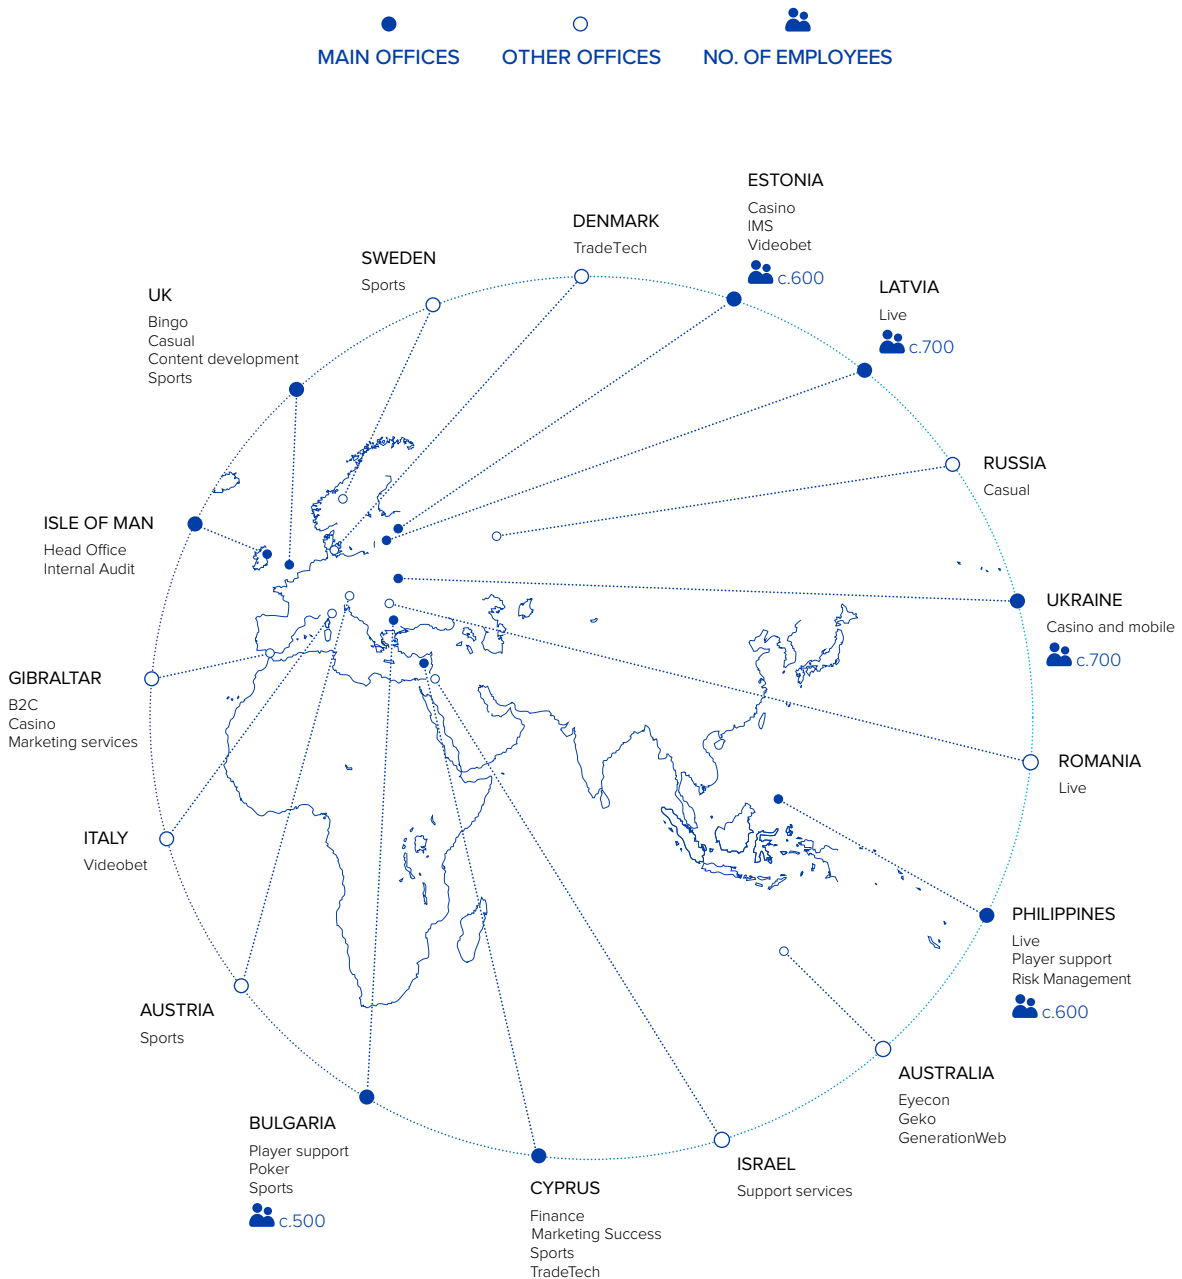 MAIN OFFICES
OTHER OFFICES
NO. OF EMPLOYEES
ESTONIA
Casino
IMS
Videobet
c.600
DENMARK
TradeTech
SWEDEN
Sports
LATVIA
Live
c.700
UK
Bingo
Casual
Content development
Sports
RUSSIA
Casual
ISLE OF MAN
Head Office
Internal Audit
UKRAINE
Casino and mobile
c.700
GIBRALTAR
B2C
Casino
Marketing services
ROMANIA
Live
ITALY
Videobet
PHILIPPINES
Live
Player support
Risk Management
c.600
AUSTRIA
Sports
AUSTRALIA
Eyecon
Geko
GenerationWeb
BULGARIA
Player support
Poker
Sports
c.500
ISRAEL
Support services
CYPRUS
Finance
Marketing Success
Sports
TradeTech